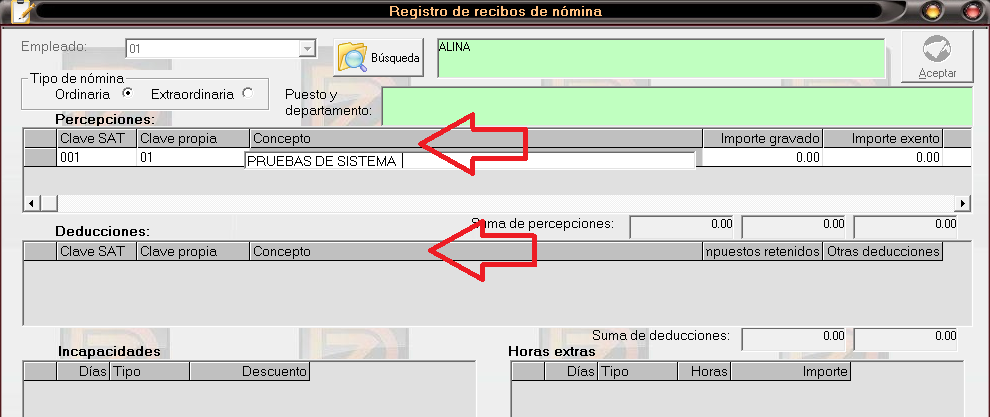 Registro de recibos de nómina
Empleado: 01 Búsqueda ALINA Aceptar
Tipo de nómina
Ordinaria Extraordinaria
Puesto y
departamento:
Percepciones:
Clave SAT Clave propia Concepto Importe gravado Importe exento
001 01 PRUEBAS DE SISTEMA 0.00 0.00
Suma de percepciones: 0.00 0.00 0.00
Deducciones:
Clave SAT Clave propia Concepto npuestos retenidos Otras deducciones
Suma de deducciones: 0.00 0.00
Incapacidades Horas extras
Días Tipo Descuento Días Tipo Horas Importe